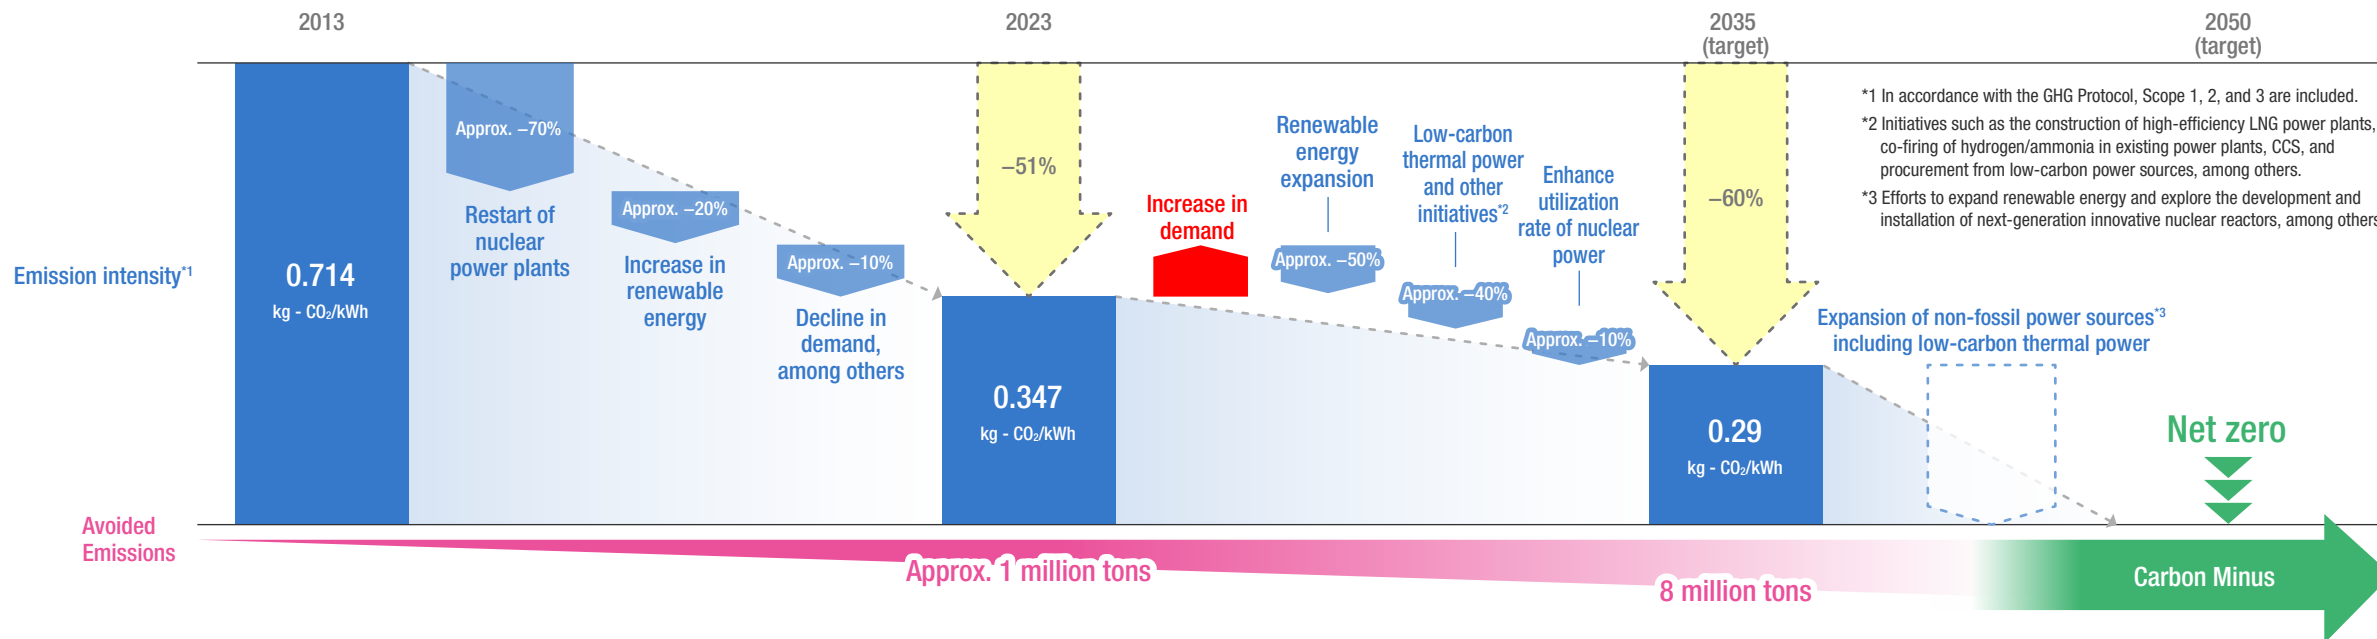 2013
2023
2035
(target)
2050
(target)
Emission intensity*1
0.714
kg - CO₂/kWh
Approx. –70%
Restart of
nuclear
power plants
Approx. –20%
Increase in
renewable
energy
Approx. –10%
Decline in
demand,
among others
–51%
0.347
kg - CO₂/kWh
Increase in
demand
Renewable
energy
expansion
Approx. –50%
Low-carbon
thermal power
and other
initiatives*2
Approx. –40%
Enhance
utilization
rate of nuclear
power
Approx. –10%
–60%
0.29
kg - CO₂/kWh
*1 In accordance with the GHG Protocol, Scope 1, 2, and 3 are included.
*2 Initiatives such as the construction of high-efficiency LNG power plants,
co-firing of hydrogen/ammonia in existing power plants, CCS, and
procurement from low-carbon power sources, among others.
*3 Efforts to expand renewable energy and explore the development and
installation of next-generation innovative nuclear reactors, among others
Expansion of non-fossil power sources*3
including low-carbon thermal power
Net zero
Avoided
Emissions
Approx. 1 million tons
8 million tons
Carbon Minus